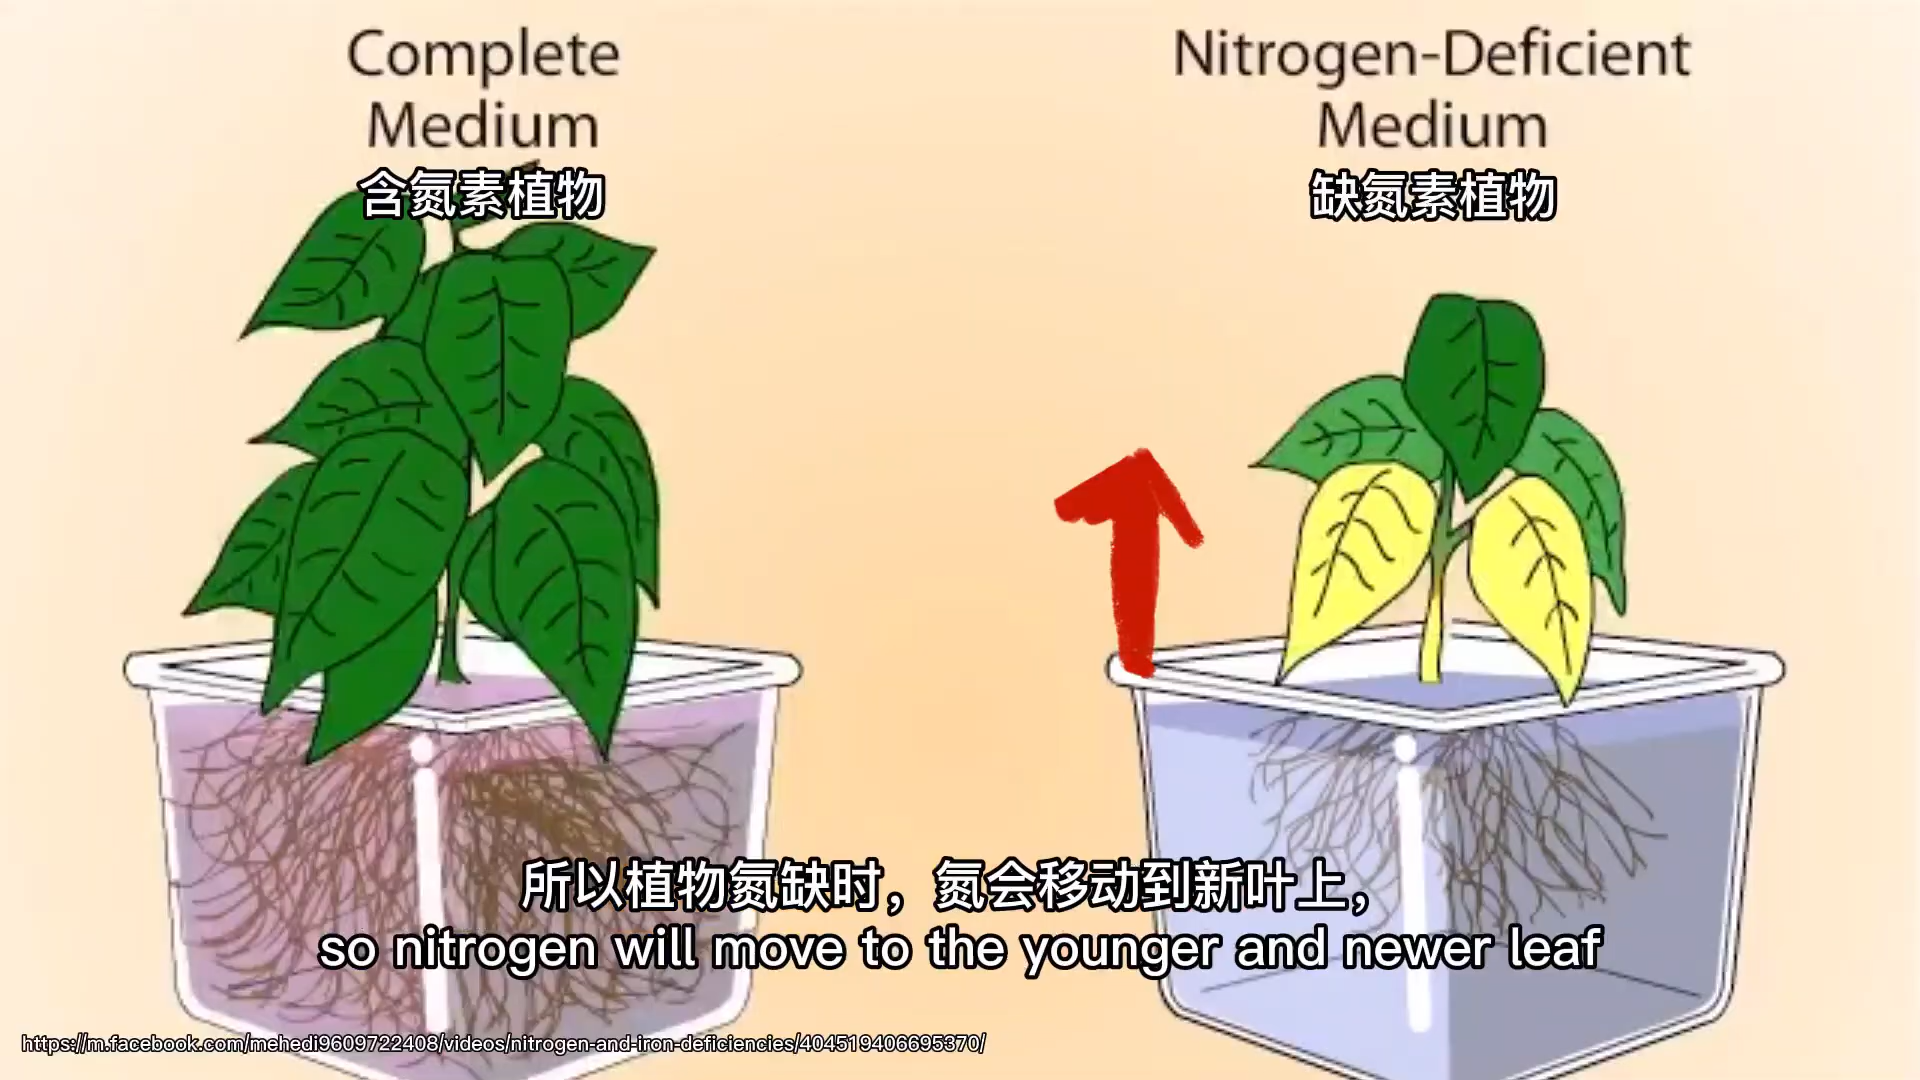 Complete
Medium
含氮素植物
Nitrogen-Deficient
Medium
缺氮素植物
所以植物氮缺时，氮会移动到新叶上，
so nitrogen will move to the younger and newer leaf
https://m.facebook.com/mehedi9609722408/videos/nitrogen-and-iron-deficiencies/404519406695370/